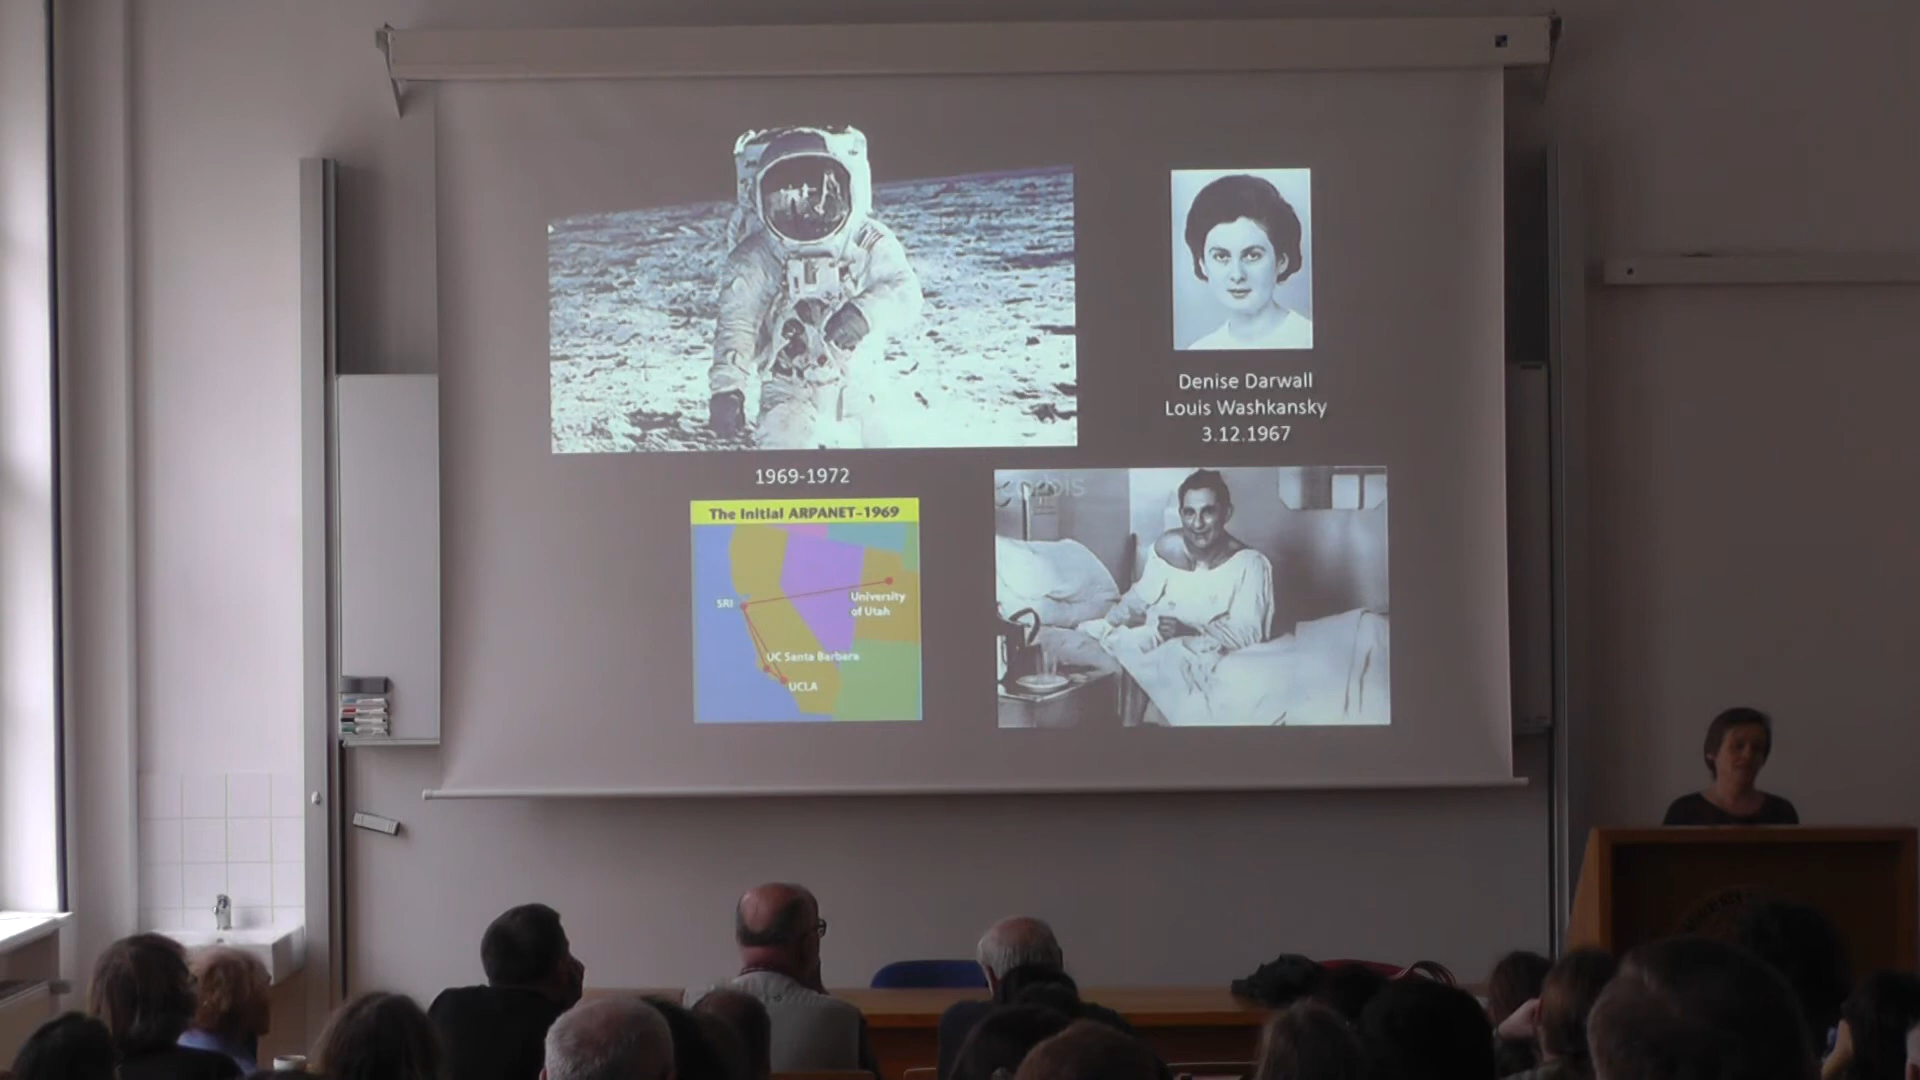 Denise Darwall
Louis Washkansky
3.12.1967
1969-1972
The Initial ARPANET-1969
SRI
University
of Utah
UC Santa Barbara
UCLA